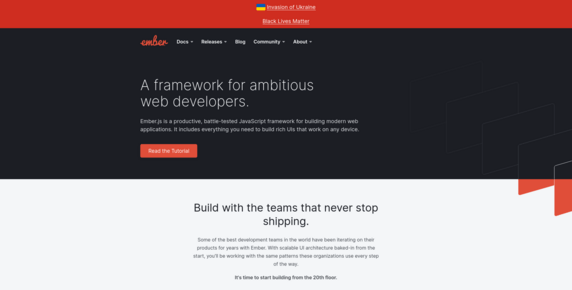 Invasion of Ukraine
Black Lives Matter
ember
Docs
Releases
Blog
Community
About
A framework for ambitious
web developers.
Ember.js is a productive, battle-tested JavaScript framework for building modern web
applications. It includes everything you need to build rich UIs that work on any device.
Read the Tutorial
Build with the teams that never stop
shipping.
Some of the best development teams in the world have been iterating on their
products for years with Ember. With scalable UI architecture baked-in from the
start, you'll be working with the same patterns these organizations use every step
of the way.
It's time to start building from the 20th floor.